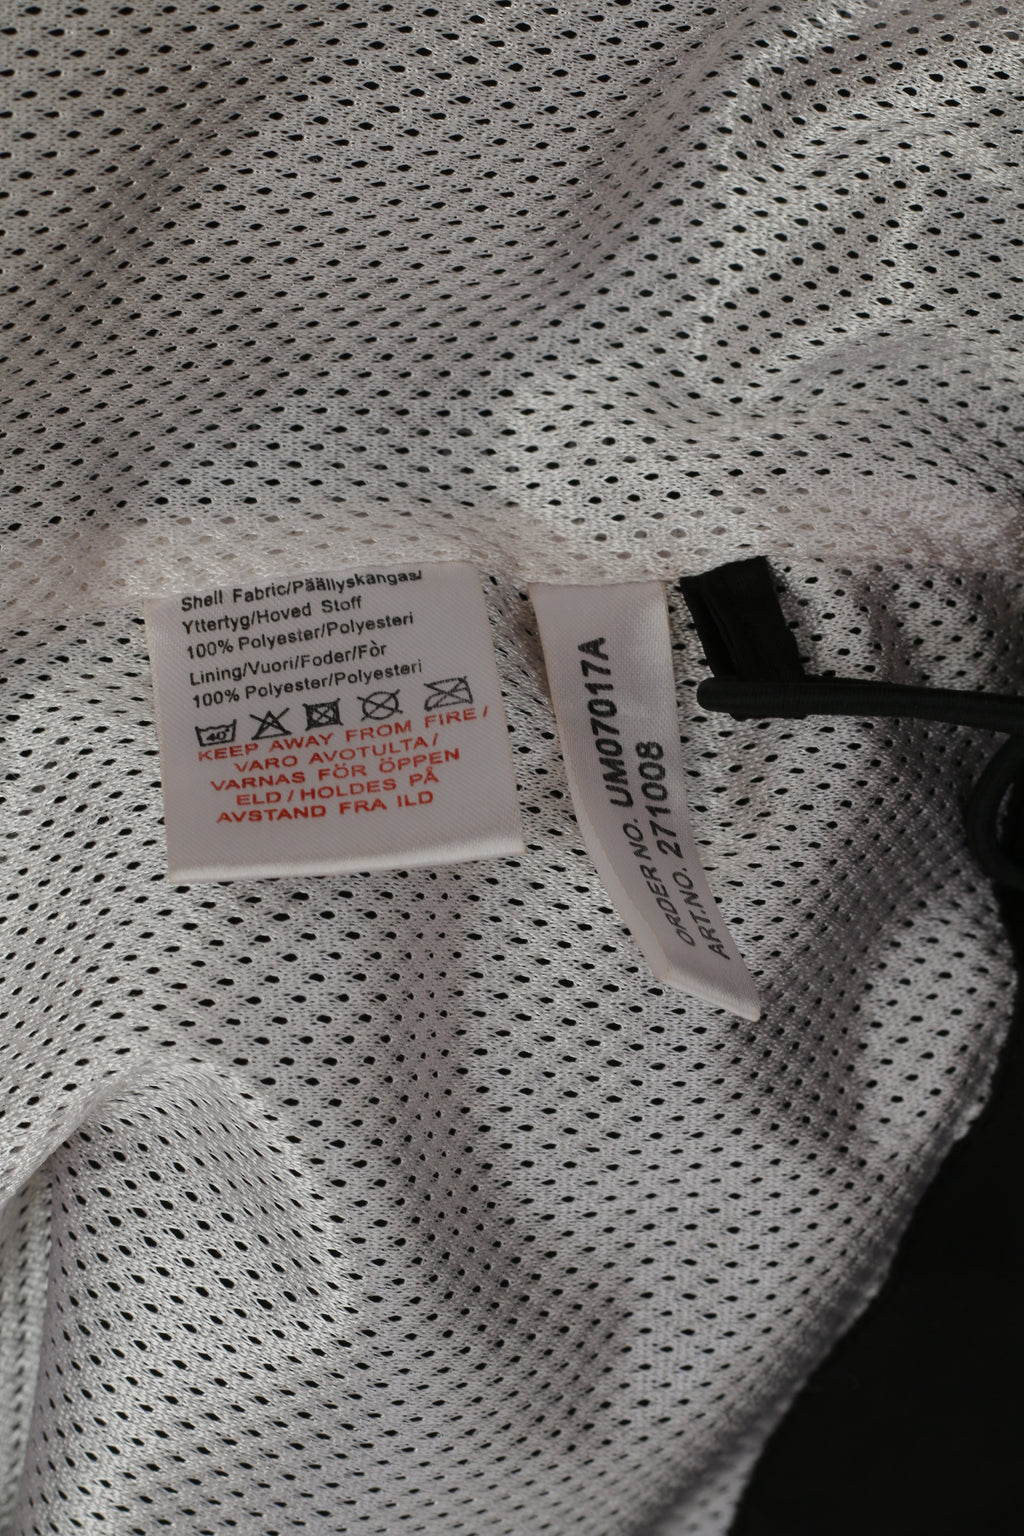 Shell Fabric/Päällyskangas/
Yttertyg/Hoved Stoff
100% Polyester/Polyesteri
Lining/Vuori/Foder/Fòr
100% Polyester/Polyesteri
40°
KEEP AWAY FROM FIRE/
VARO AVOTULTA/
VARNAS FÖR ÖPPEN
ELD/HOLDES PÅ
AVSTAND FRA ILD
ORDER NO. UM07017A
ART.NO. 271008